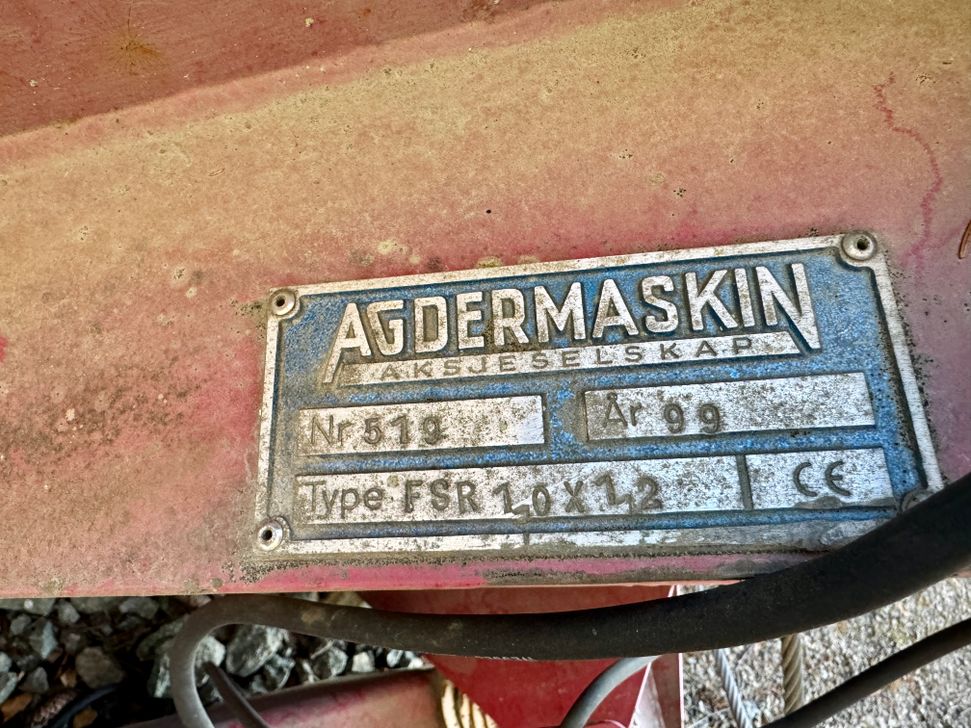 AGDERMASKIN
AKSJESELSKAP
Nr 519 År 99
Type FSR 1,0 X 1,2 CE